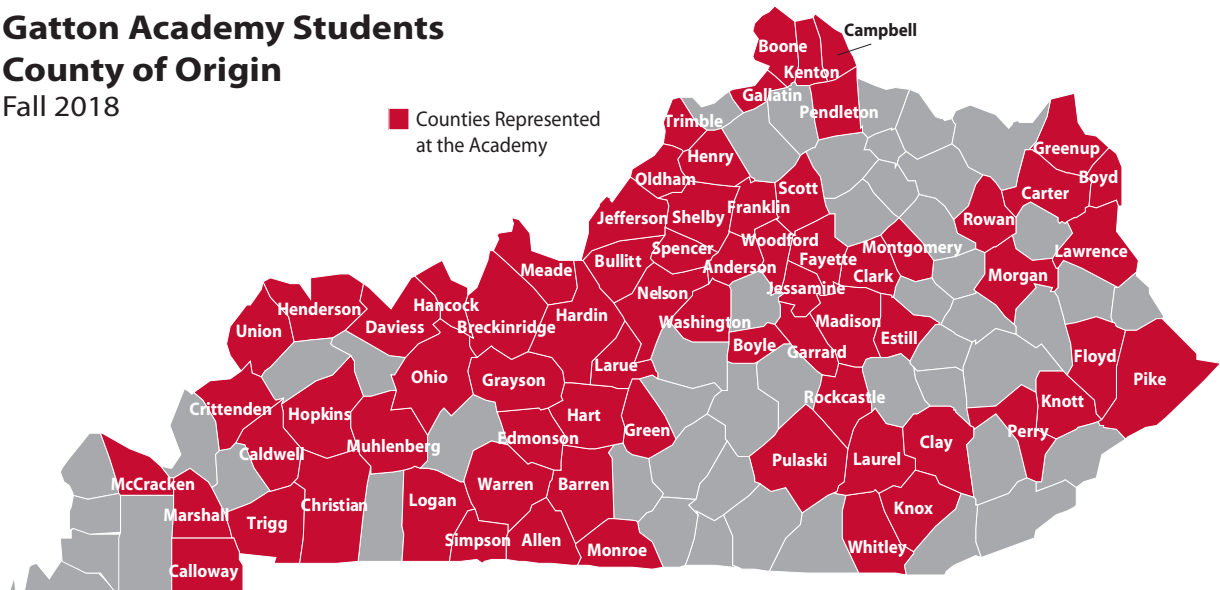 Gatton Academy Students
County of Origin
Fall 2018
Counties Represented
at the Academy
Campbell
Boone
Kenton
Gallatin
Pendleton
Trimble
Henry
Greenup
Oldham
Boyd
Scott
Carter
Franklin
Jefferson
Shelby
Rowan
Woodford
Spencer
Montgomery
Lawrence
Bullitt
Fayette
Anderson
Meade
Clark
Morgan
Jessamine
Nelson
Hancock
Henderson
Hardin
Washington
Madison
Daviess
Breckinridge
Union
Estill
Boyle
Garrard
Floyd
Larue
Ohio
Grayson
Pike
Rockcastle
Knott
Crittenden
Hopkins
Hart
Green
Perry
Edmonson
Clay
Muhlenberg
Caldwell
Pulaski
Laurel
McCracken
Warren
Barren
Logan
Christian
Knox
Marshall
Trigg
Simpson
Allen
Whitley
Monroe
Calloway